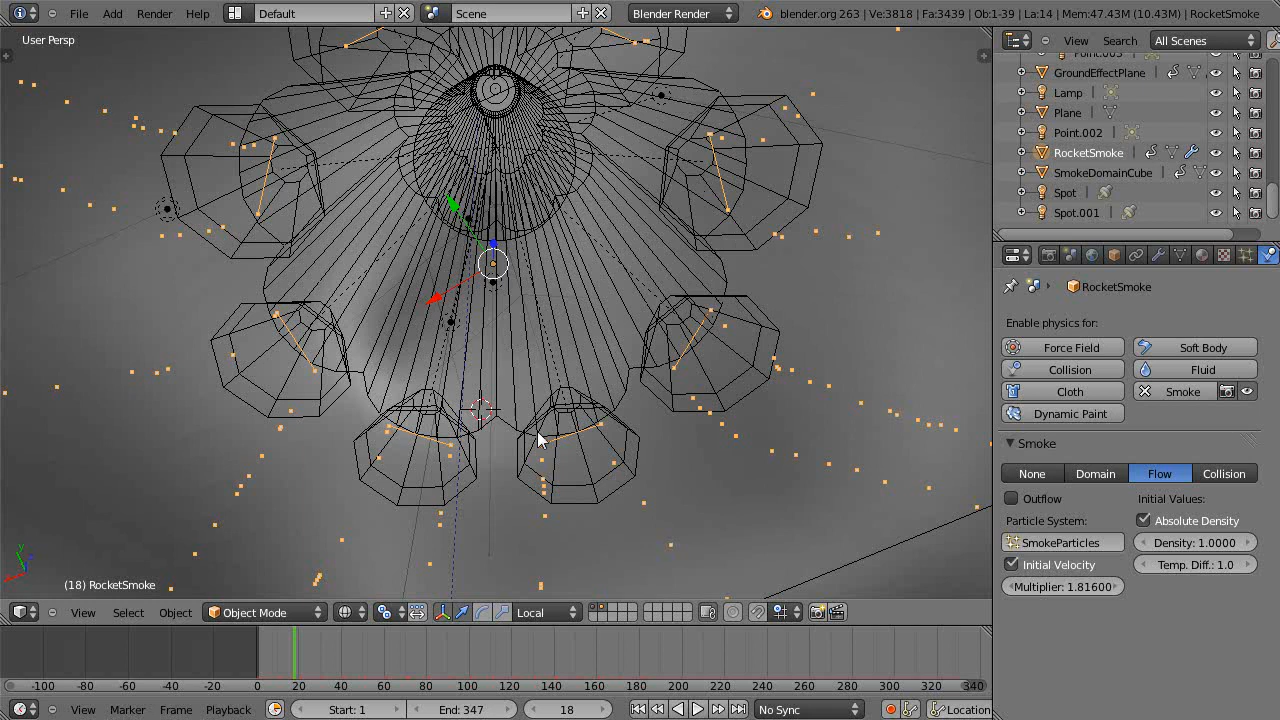 File Add Render Help Default Scene Blender Render blender.org 263 | Ve:3818 | Fa:3439 | Ob:1-39 | La:14 | Mem:47.43M (10.43M) | RocketSmoke
User Persp
(18) RocketSmoke
View Select Object Object Mode Local
-100 -80 -60 -40 -20 0 20 40 60 80 100 120 140 160 180 200 220 240 260 280 300 320 340
View Marker Frame Playback Start: 1 End: 347 18 No Sync Location
View Search All Scenes
GroundEffectPlane
Lamp
Plane
Point.002
RocketSmoke
SmokeDomainCube
Spot
Spot.001
RocketSmoke
Enable physics for:
Force Field Soft Body
Collision Fluid
Cloth Smoke
Dynamic Paint
Smoke
None Domain Flow Collision
Outflow Initial Values:
Particle System: Absolute Density
SmokeParticles Density: 1.0000
Initial Velocity Temp. Diff.: 1.0
Multiplier: 1.81600